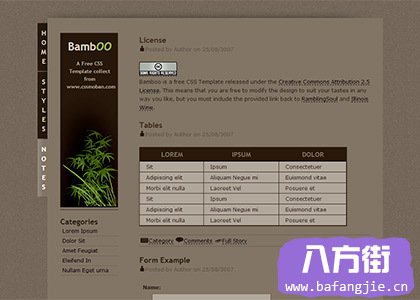 HOME
STYLES
NOTES
BambOO
A Free CSS
Template collect
from
www.cssmoban.com
Categories
Lorem Ipsum
Dolor Sit
Amet Feugiat
Eleifend In
Nullam Eget urna
License
Posted by Author on 25/08/2007
SOME RIGHTS RESERVED
Bamboo is a free CSS Template released under the Creative Commons Attribution 2.5
License. This means that you are free to modify the design to suit your tastes in any
way you like, but you must include the provided link back to RamblingSoul and Illinois
Wine.
Tables
Posted by Author on 25/08/2007
LOREM IPSUM DOLOR
Sit Ipsum Consectetuer
Adipiscing elit Aliquam Neque mi Euismond vitae
Morbi elit nulla Laoreet Vel Posuere et
Sit Ipsum Consectetuer
Adipiscing elit Aliquam Neque mi Euismond vitae
Morbi elit nulla Laoreet Vel Posuere et
Category Comments Full Story
Form Example
Posted by Author on 25/08/2007
Name:
八方街
www.bafangjie.cn